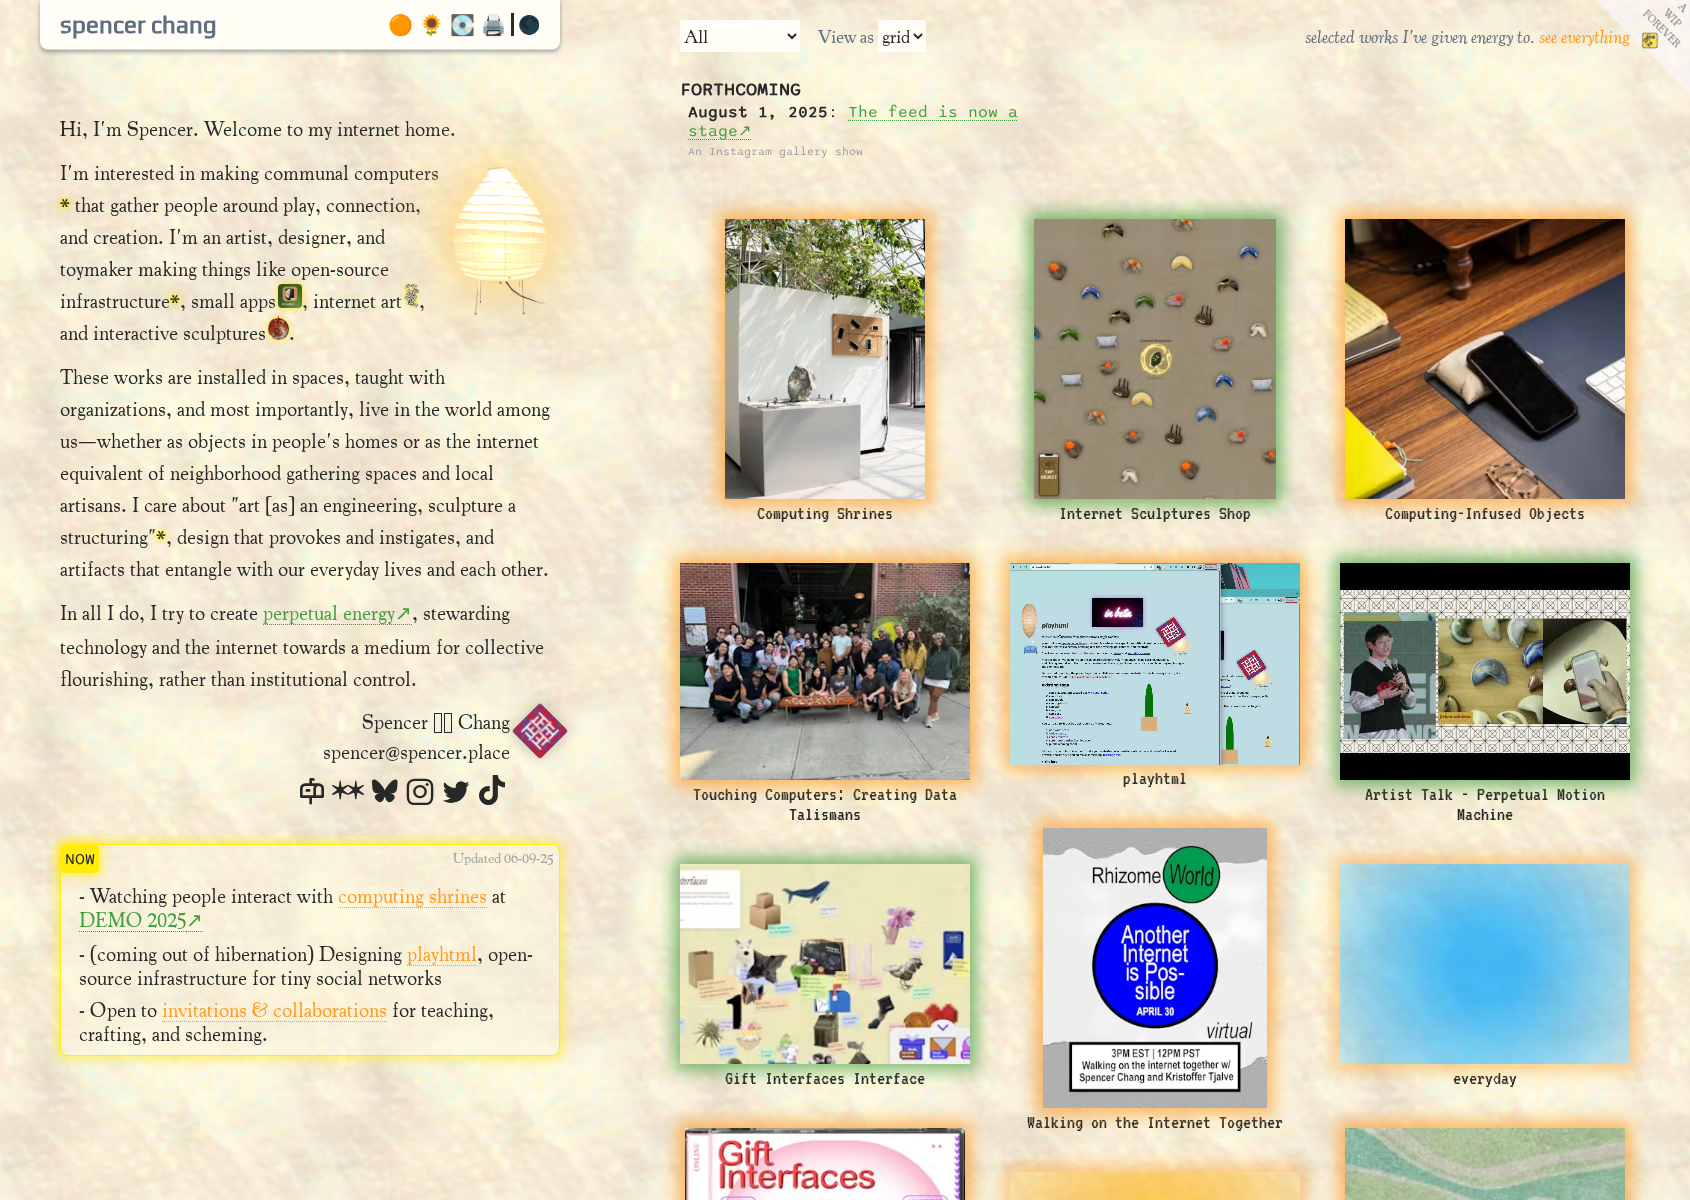 spencer chang
Hi, I'm Spencer. Welcome to my internet home.
I'm interested in making communal computers
* that gather people around play, connection,
and creation. I'm an artist, designer, and
toymaker making things like open-source
infrastructure*, small apps, internet art,
and interactive sculptures.
These works are installed in spaces, taught with
organizations, and most importantly, live in the world among
us—whether as objects in people's homes or as the internet
equivalent of neighborhood gathering spaces and local
artisans. I care about "art [as] an engineering, sculpture a
structuring"*, design that provokes and instigates, and
artifacts that entangle with our everyday lives and each other.
In all I do, I try to create perpetual energy↗, stewarding
technology and the internet towards a medium for collective
flourishing, rather than institutional control.
Spencer Chang
spencer@spencer.place
NOW
Updated 06-09-25
- Watching people interact with computing shrines at
DEMO 2025↗
- (coming out of hibernation) Designing playhtml, open-
source infrastructure for tiny social networks
- Open to invitations & collaborations for teaching,
crafting, and scheming.
All
View as grid
selected works I've given energy to. see everything
A
WIP
FOREVER
FORTHCOMING
August 1, 2025: The feed is now a
stage↗
An Instagram gallery show
Computing Shrines
TAP
OBJECT
Internet Sculptures Shop
Computing-Infused Objects
Touching Computers: Creating Data
Talismans
in beta
playhtml
playhtml
Artist Talk - Perpetual Motion
Machine
Gift Interfaces Interface
Rhizome World
Another
Internet
is Pos-
sible
APRIL 30
virtual
3PM EST | 12PM PST
Walking on the internet together w/
Spencer Chang and Kristoffer Tjalve
Walking on the Internet Together
everyday
ONLINE
Gift
Interfaces